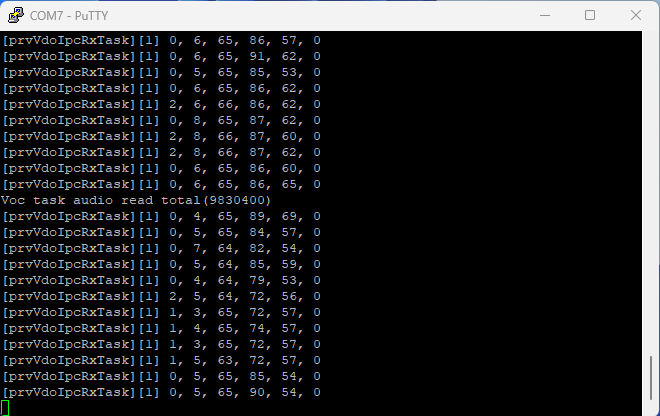 COM7 - PuTTY
[prvVdoIpcRxTask][1] 0, 6, 65, 86, 57, 0
[prvVdoIpcRxTask][1] 0, 6, 65, 91, 62, 0
[prvVdoIpcRxTask][1] 0, 5, 65, 85, 53, 0
[prvVdoIpcRxTask][1] 0, 6, 65, 86, 62, 0
[prvVdoIpcRxTask][1] 2, 6, 66, 86, 62, 0
[prvVdoIpcRxTask][1] 0, 8, 65, 87, 62, 0
[prvVdoIpcRxTask][1] 2, 8, 66, 87, 60, 0
[prvVdoIpcRxTask][1] 2, 8, 66, 87, 62, 0
[prvVdoIpcRxTask][1] 0, 6, 65, 86, 60, 0
[prvVdoIpcRxTask][1] 0, 6, 65, 86, 65, 0
Voc task audio read total(9830400)
[prvVdoIpcRxTask][1] 0, 4, 65, 89, 69, 0
[prvVdoIpcRxTask][1] 0, 5, 65, 84, 57, 0
[prvVdoIpcRxTask][1] 0, 7, 64, 82, 54, 0
[prvVdoIpcRxTask][1] 0, 5, 64, 85, 59, 0
[prvVdoIpcRxTask][1] 0, 4, 64, 79, 53, 0
[prvVdoIpcRxTask][1] 2, 5, 64, 72, 56, 0
[prvVdoIpcRxTask][1] 1, 3, 65, 72, 57, 0
[prvVdoIpcRxTask][1] 1, 4, 65, 74, 57, 0
[prvVdoIpcRxTask][1] 1, 3, 65, 72, 57, 0
[prvVdoIpcRxTask][1] 1, 5, 63, 72, 57, 0
[prvVdoIpcRxTask][1] 0, 5, 65, 85, 54, 0
[prvVdoIpcRxTask][1] 0, 5, 65, 90, 54, 0